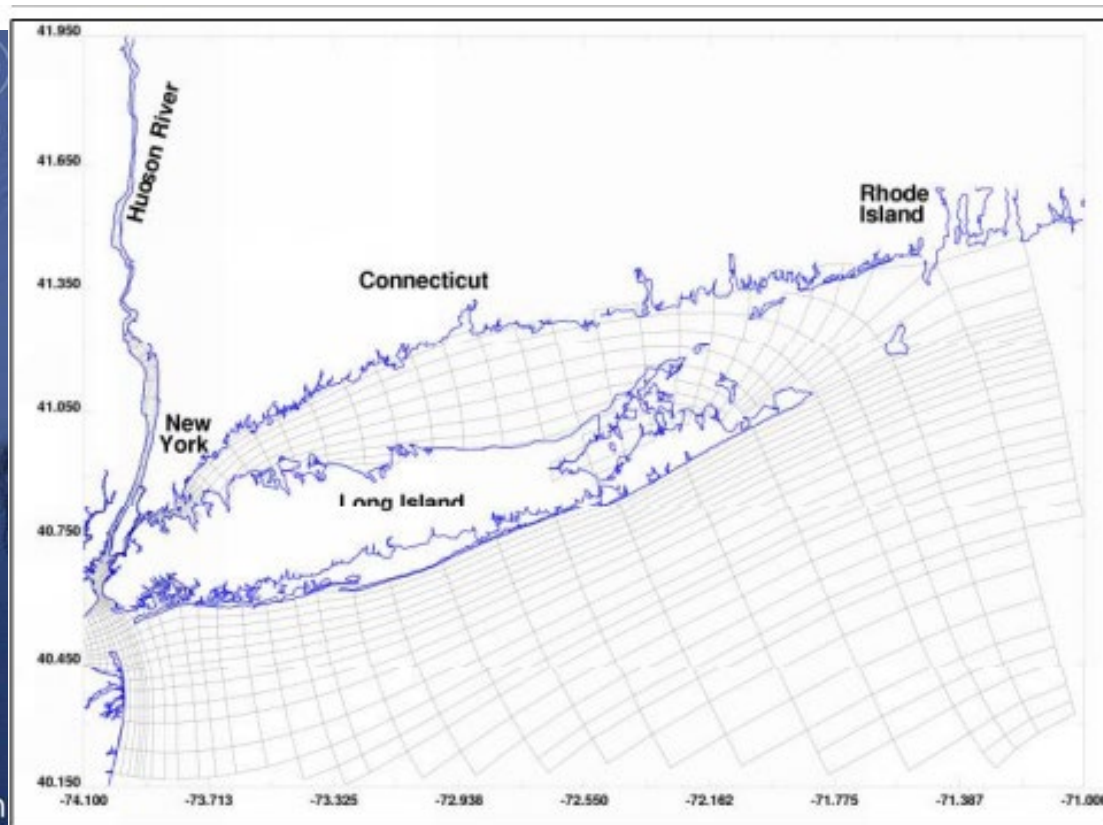 41.950
Hudson River
41.650
Rhode
Island
41.350
Connecticut
41.050
New
York
Long Island
40.750
40.450
40.150
-74.100 -73.713 -73.325 -72.938 -72.550 -72.162 -71.775 -71.387 -71.000